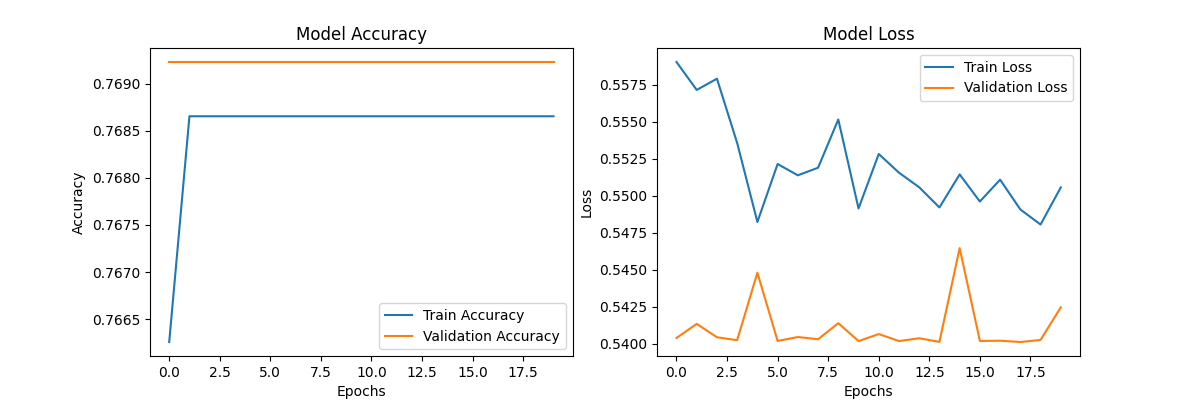 Model Accuracy
0.7690
0.7685
0.7680
0.7675
0.7670
0.7665
Accuracy
Train Accuracy
Validation Accuracy
0.0 2.5 5.0 7.5 10.0 12.5 15.0 17.5
Epochs
Model Loss
0.5575
0.5550
0.5525
0.5500
0.5475
0.5450
0.5425
0.5400
Loss
Train Loss
Validation Loss
0.0 2.5 5.0 7.5 10.0 12.5 15.0 17.5
Epochs